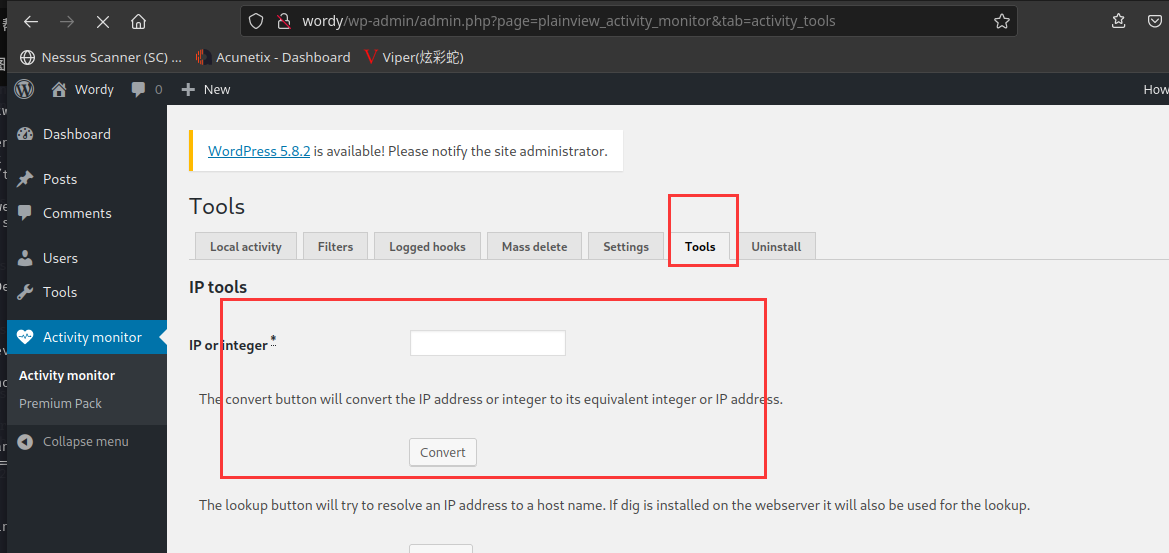 wordy/wp-admin/admin.php?page=plainview_activity_monitor&tab=activity_tools
Nessus Scanner (SC) ... Acunetix - Dashboard Viper(炫彩蛇)
Wordy 0 New How
Dashboard
WordPress 5.8.2 is available! Please notify the site administrator.
Posts
Comments
Users
Tools
Activity monitor
Activity monitor
Premium Pack
Collapse menu
Tools
Local activity Filters Logged hooks Mass delete Settings Tools Uninstall
IP tools
IP or integer *
The convert button will convert the IP address or integer to its equivalent integer or IP address.
Convert
The lookup button will try to resolve an IP address to a host name. If dig is installed on the webserver it will also be used for the lookup.